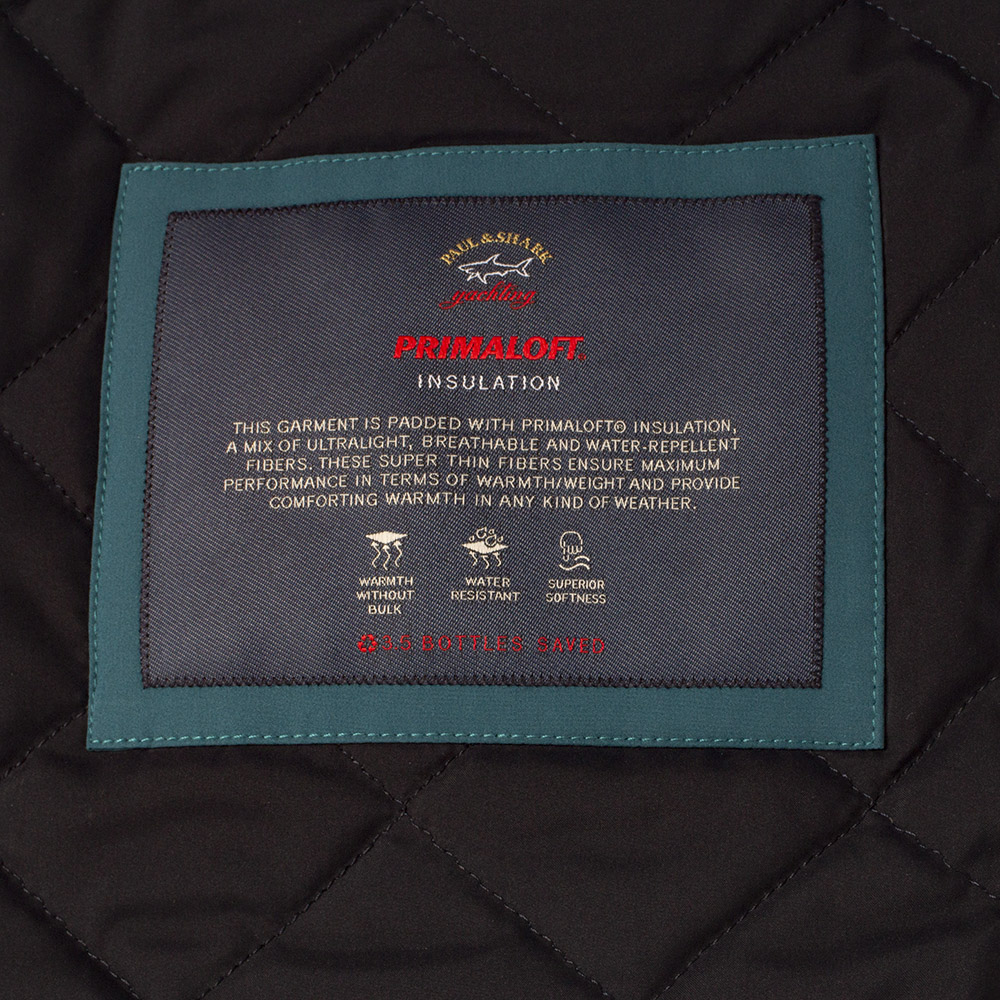 PAUL & SHARK
yachting
PRIMALOFT
INSULATION
THIS GARMENT IS PADDED WITH PRIMALOFT® INSULATION,
A MIX OF ULTRALIGHT, BREATHABLE AND WATER-REPELLENT
FIBERS. THESE SUPER THIN FIBERS ENSURE MAXIMUM
PERFORMANCE IN TERMS OF WARMTH/WEIGHT AND PROVIDE
COMFORTING WARMTH IN ANY KIND OF WEATHER.
WARMTH
WITHOUT
BULK
WATER
RESISTANT
SUPERIOR
SOFTNESS
3.5 BOTTLES SAVED